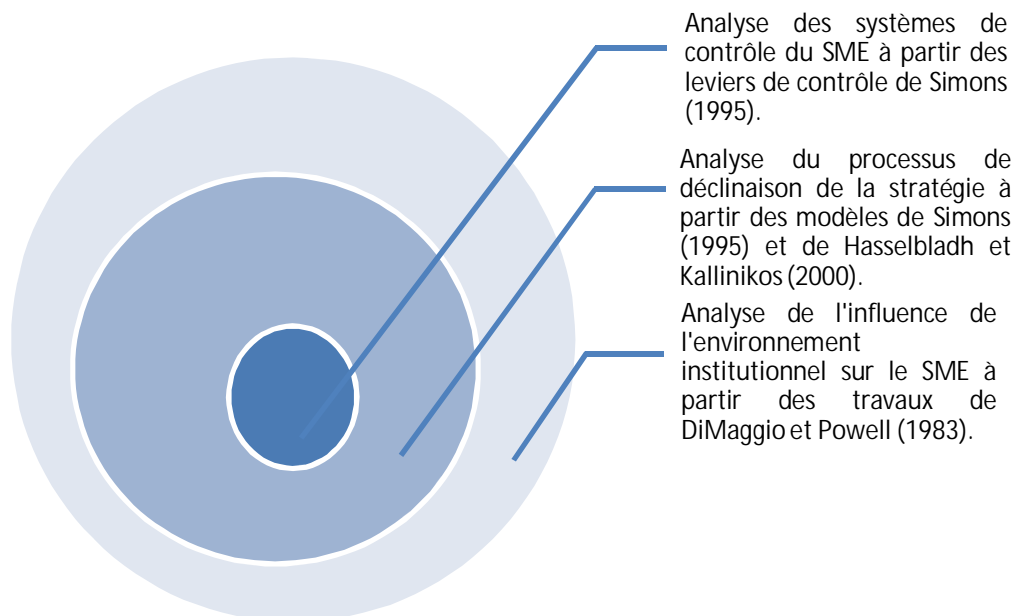 Analyse des systèmes de
contrôle du SME à partir des
leviers de contrôle de Simons
(1995).
Analyse du processus de
déclinaison de la stratégie à
partir des modèles de Simons
(1995) et de Hasselbladh et
Kallinikos (2000).
Analyse de l'influence de
l'environnement
institutionnel sur le SME à
partir des travaux de
DiMaggio et Powell (1983).